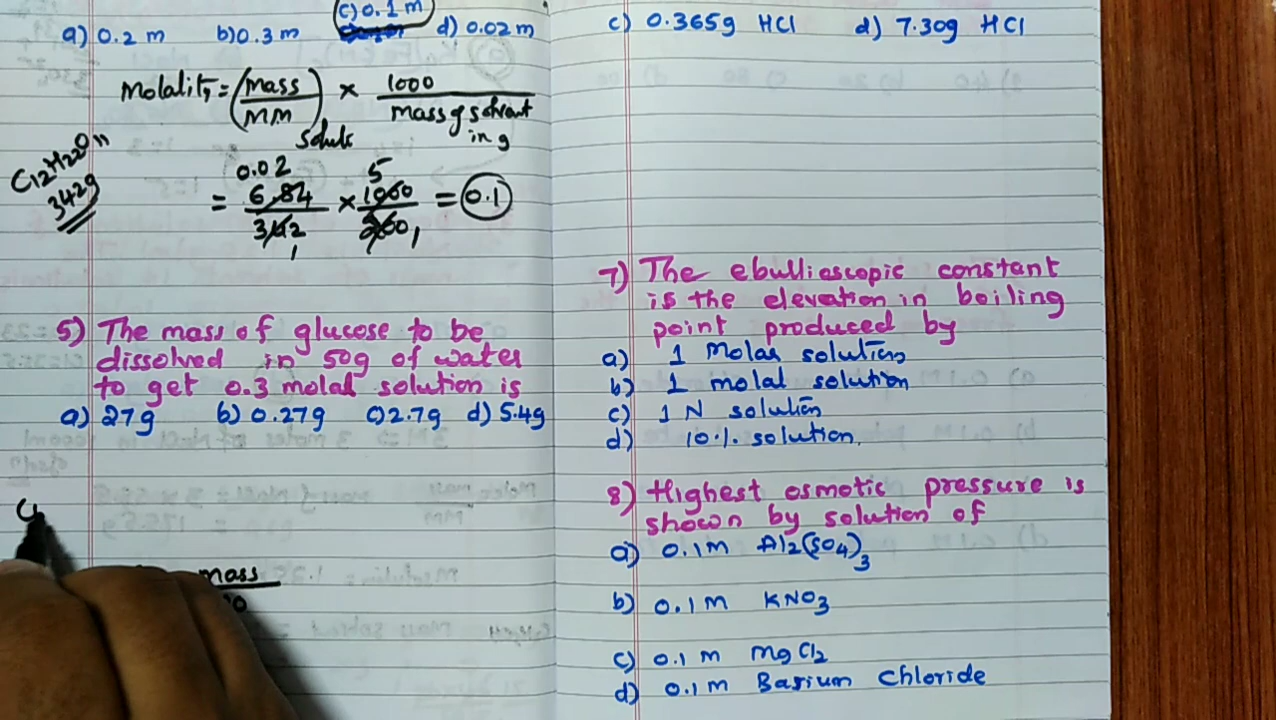 c) 0.1 m
a) 0.2 m b) 0.3 m d) 0.02 m
molality = (mass / MM) solute × 1000 / mass of solvent in g
C12H22O11
342g
0.02 5
= 6.84 / 342 × 1000 / 200 = 0.1
1 1
5) The mass of glucose to be
dissolved in 50g of water
to get 0.3 molal solution is
a) 27g b) 0.27g c) 2.7g d) 5.4g
mass
c) 0.365g HCl d) 7.30g HCl
7) The ebullioscopic constant
is the elevation in boiling
point produced by
a) 1 Molar solution
b) 1 molal solution
c) 1 N solution
d) 10% solution.
8) Highest osmotic pressure is
shown by solution of
a) 0.1M Al2(SO4)3
b) 0.1M KNO3
c) 0.1M MgCl2
d) 0.1M Barium Chloride